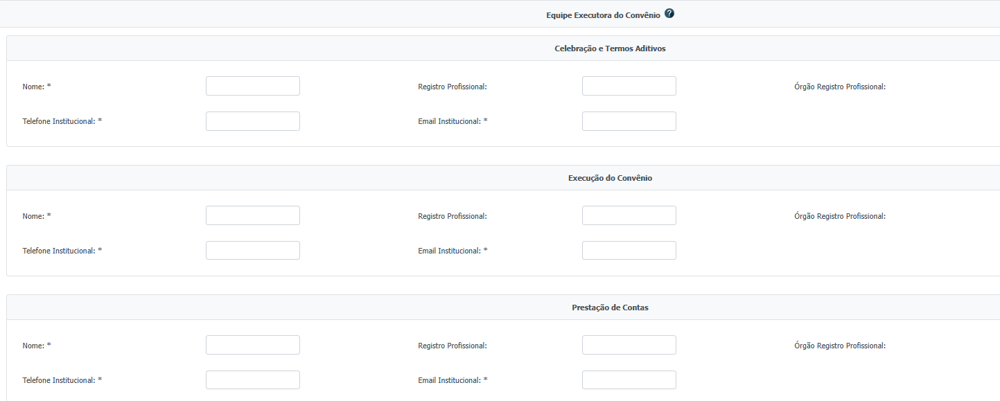 Equipe Executora do Convênio ?
Celebração e Termos Aditivos
Nome: * Registro Profissional: Órgão Registro Profissional:
Telefone Institucional: * Email Institucional: *
Execução do Convênio
Nome: * Registro Profissional: Órgão Registro Profissional:
Telefone Institucional: * Email Institucional: *
Prestação de Contas
Nome: * Registro Profissional: Órgão Registro Profissional:
Telefone Institucional: * Email Institucional: *